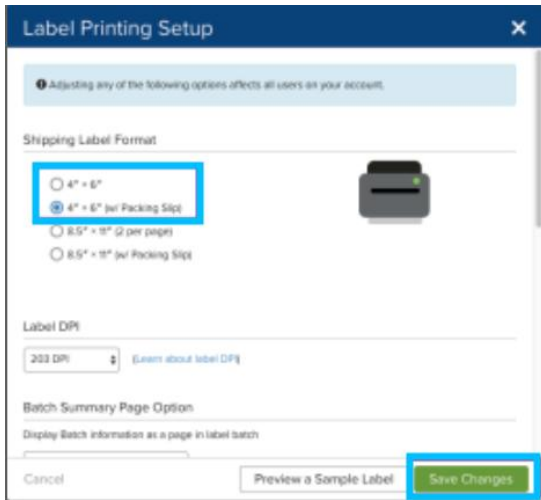 Label Printing Setup
Adjusting any of the following options affects all users on your account.
Shipping Label Format
4" × 6"
4" × 6" (w/ Packing Slip)
8.5" × 11" (2 per page)
8.5" × 11" (w/ Packing Slip)
Label DPI
203 DPI (Learn about label DPI)
Batch Summary Page Option
Display Batch information as a page in label batch
Cancel Preview a Sample Label Save Changes